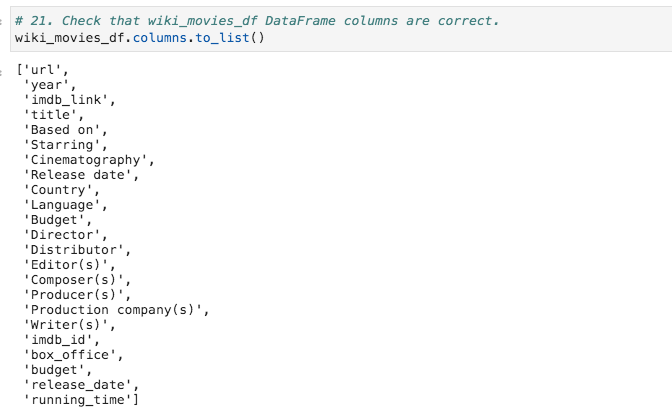 # 21. Check that wiki_movies_df DataFrame columns are correct.
wiki_movies_df.columns.to_list()
['url',
'year',
'imdb_link',
'title',
'Based on',
'Starring',
'Cinematography',
'Release date',
'Country',
'Language',
'Budget',
'Director',
'Distributor',
'Editor(s)',
'Composer(s)',
'Producer(s)',
'Production company(s)',
'Writer(s)',
'imdb_id',
'box_office',
'budget',
'release_date',
'running_time']